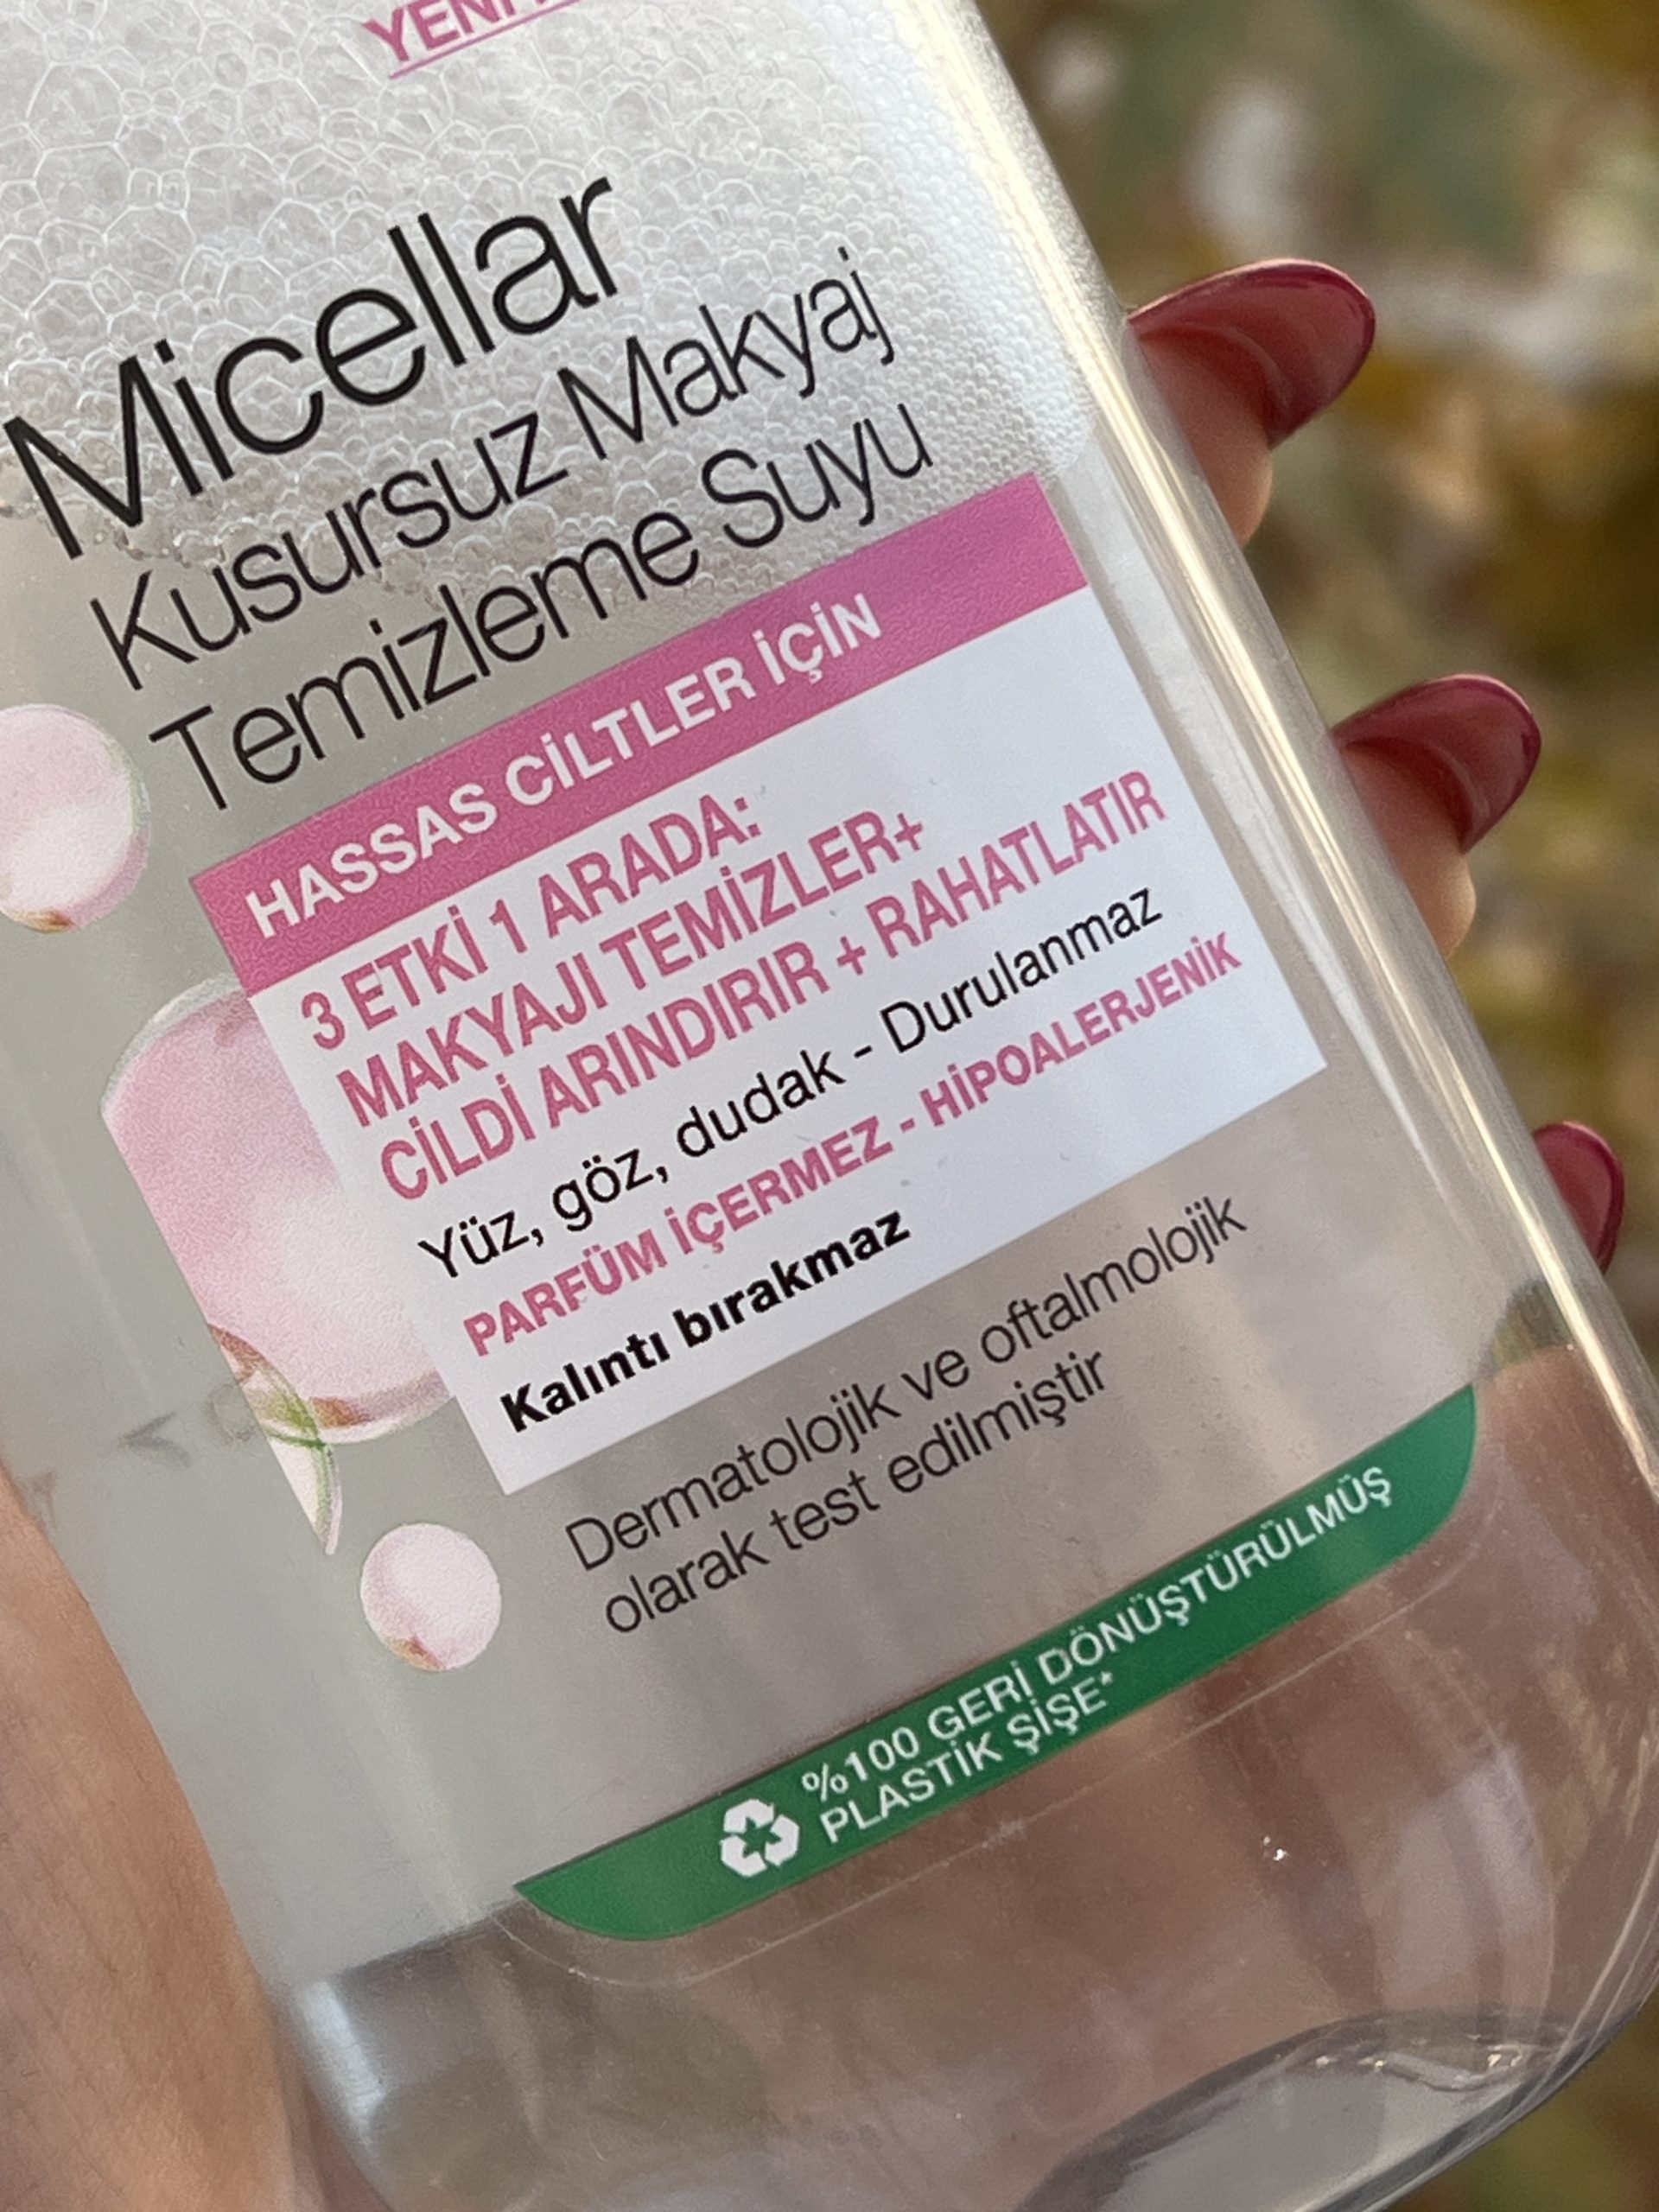 Micellar
Kusursuz Makyaj
Temizleme Suyu
HASSAS CİLTLER İÇİN
3 ETKİ 1 ARADA:
MAKYAJI TEMİZLER+
CİLDİ ARINDIRIR + RAHATLATIR
Yüz, göz, dudak - Durulanmaz
PARFÜM İÇERMEZ - HİPOALERJENİK
Kalıntı bırakmaz
Dermatolojik ve oftalmolojik
olarak test edilmiştir
%100 GERİ DÖNÜŞTÜRÜLMÜŞ
PLASTİK ŞİŞE*